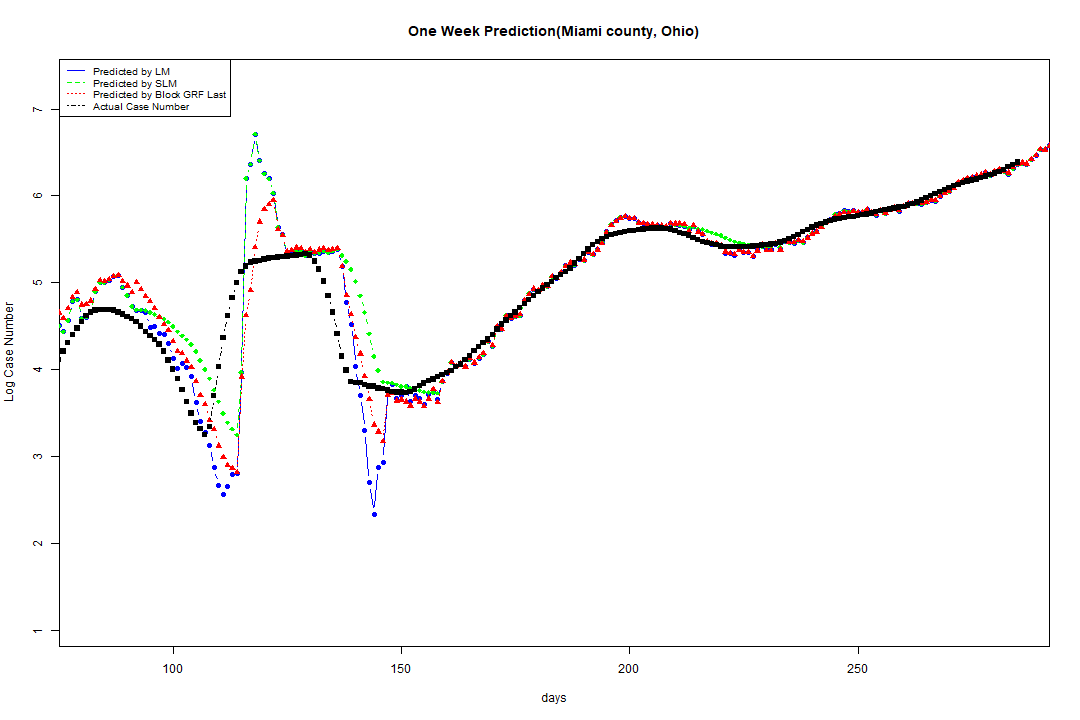 One Week Prediction(Miami county, Ohio)
Predicted by LM
Predicted by SLM
Predicted by Block GRF Last
Actual Case Number
7
6
5
4
3
2
1
Log Case Number
100 150 200 250
days